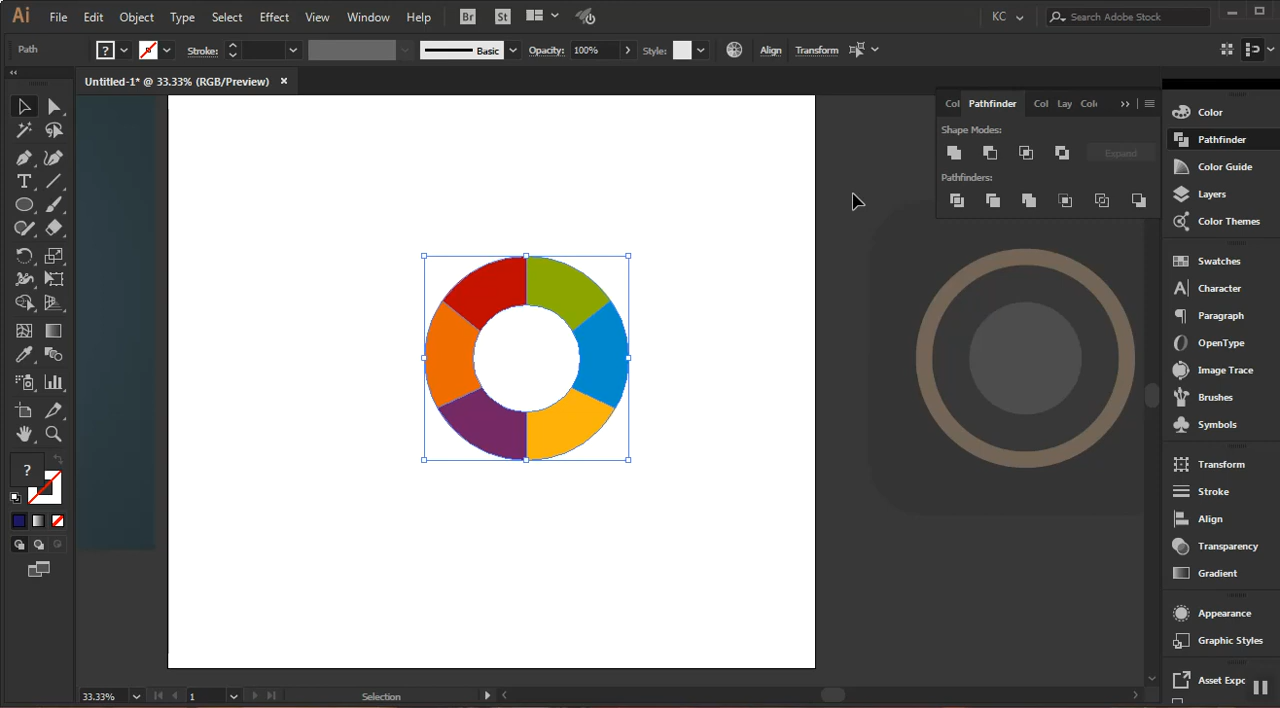 Ai File Edit Object Type Select Effect View Window Help Br St KC Search Adobe Stock
Path ? Stroke: Basic Opacity: 100% Style: Align Transform
Untitled-1* @ 33.33% (RGB/Preview)
Col Pathfinder Col Lay Colo
Shape Modes:
Expand
Pathfinders:
Color
Pathfinder
Color Guide
Layers
Color Themes
Swatches
Character
Paragraph
OpenType
Image Trace
Brushes
Symbols
Transform
Stroke
Align
Transparency
Gradient
Appearance
Graphic Styles
Asset Expo
?
33.33% 1 Selection